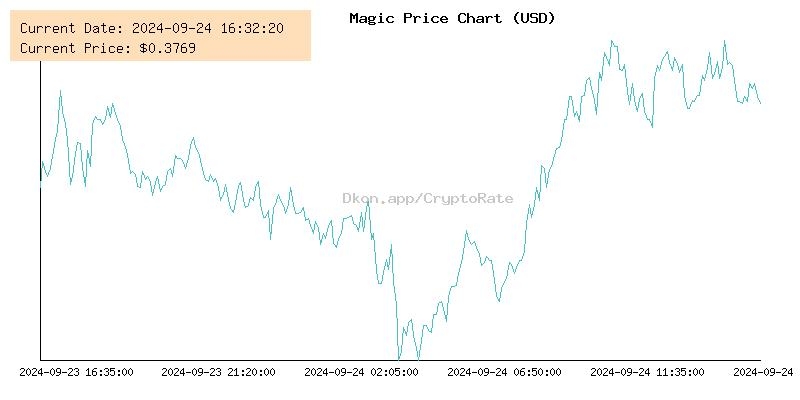 Magic Price Chart (USD)
Current Date: 2024-09-24 16:32:20
Current Price: $0.3769
Dkon.app/CryptoRate
2024-09-23 16:35:00 2024-09-23 21:20:00 2024-09-24 02:05:00 2024-09-24 06:50:00 2024-09-24 11:35:00 2024-09-24